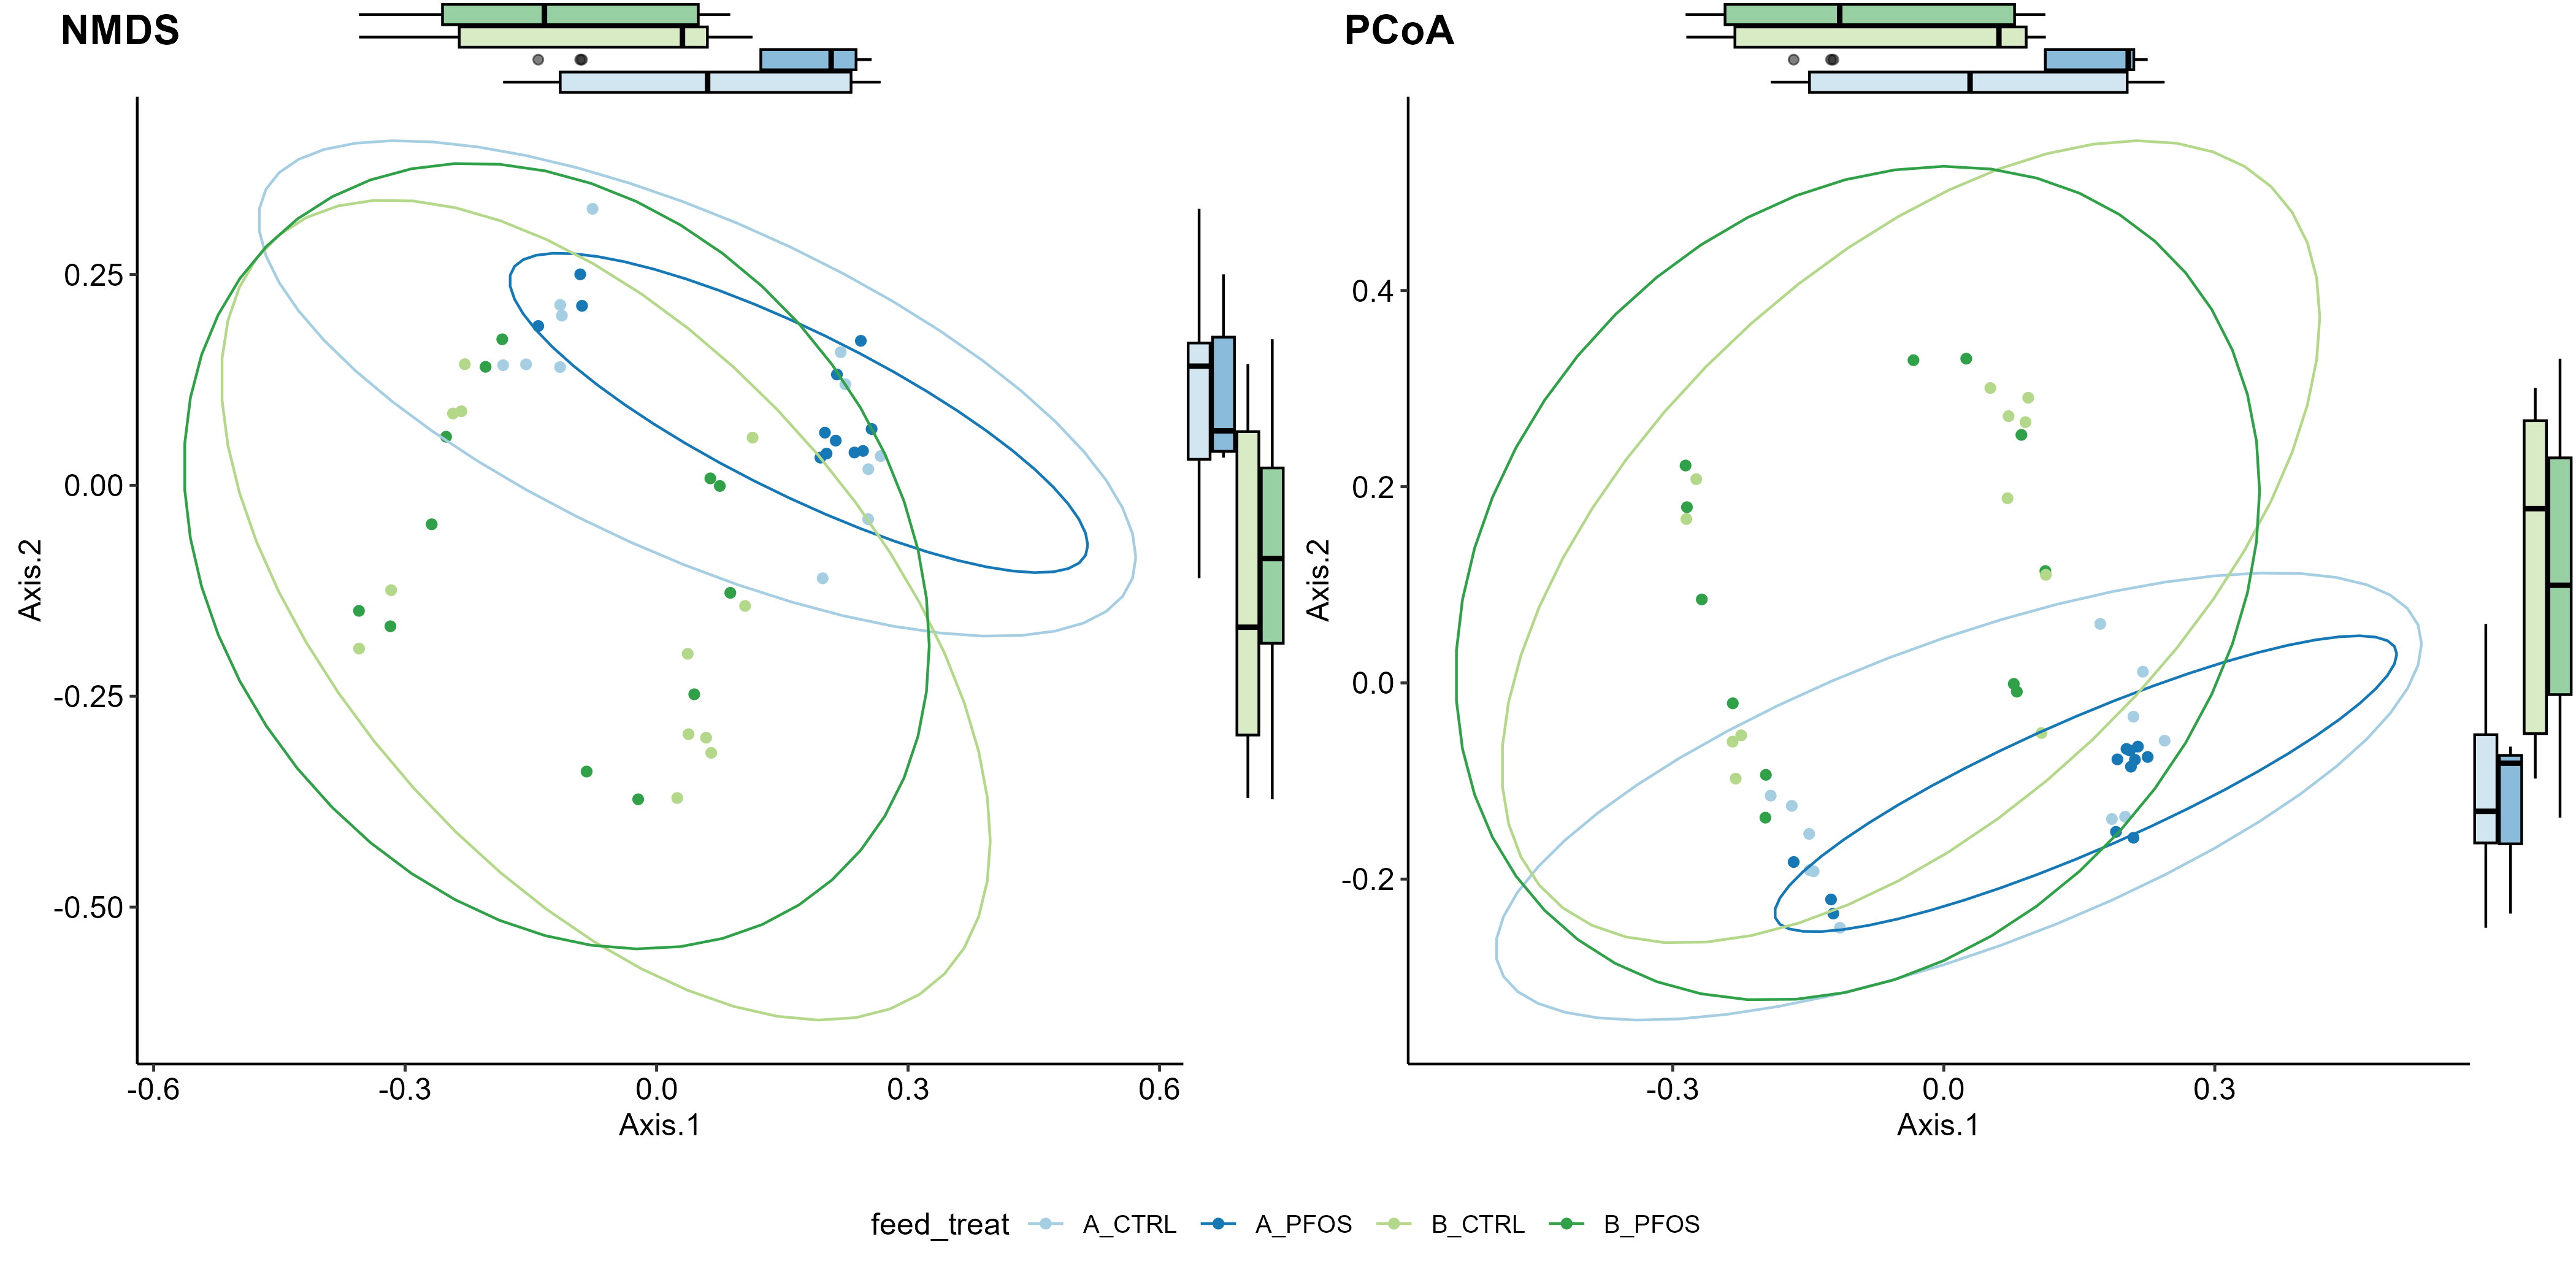 NMDS
PCoA
Axis.2
0.25
0.00
-0.25
-0.50
-0.6
-0.3
0.0
0.3
0.6
Axis.1
Axis.2
0.4
0.2
0.0
-0.2
-0.3
0.0
0.3
Axis.1
feed_treat A_CTRL A_PFOS B_CTRL B_PFOS